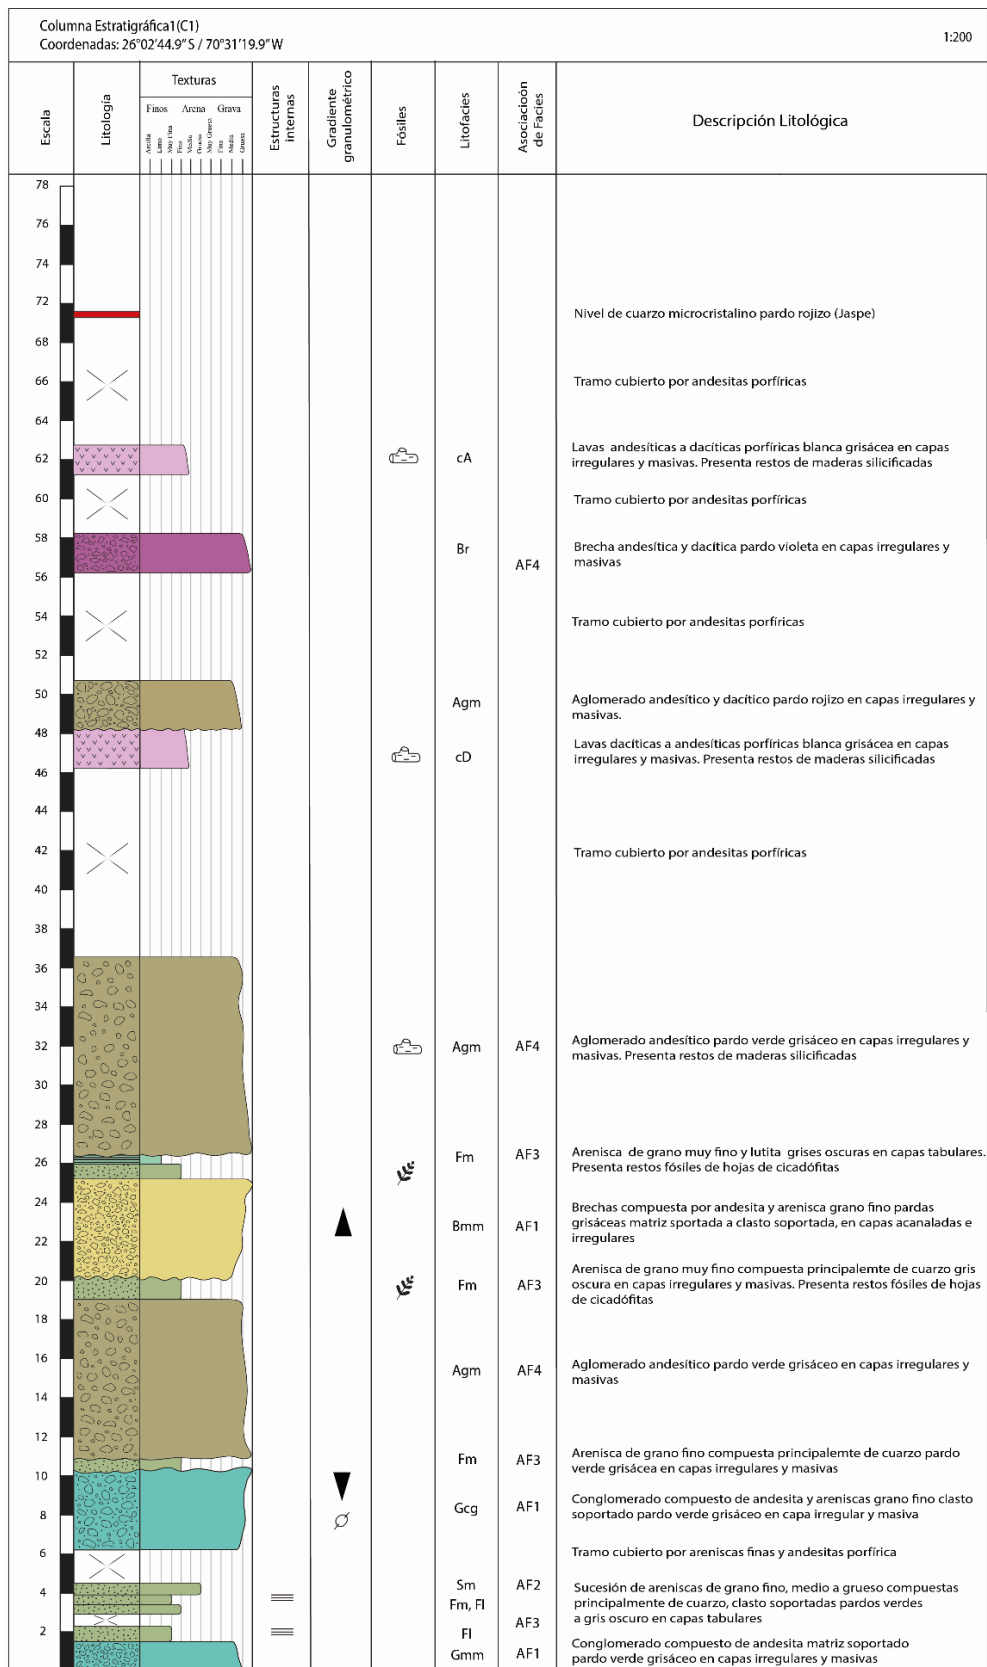 Columna Estratigráfica1(C1)
Coordenadas: 26°02'44.9"S / 70°31'19.9"W
1:200
Escala
Litología
Texturas
Finos Arena Grava
Arcilla
Limo
Muy Fina
Fina
Media
Gruesa
Muy Gruesa
Fina
Media
Gruesa
Estructuras
internas
Gradiente
granulométrico
Fósiles
Litofacies
Asociacioón
de Facies
Descripción Litológica
78
76
74
72
Nivel de cuarzo microcristalino pardo rojizo (Jaspe)
68
66
Tramo cubierto por andesitas porfíricas
64
62
cA
Lavas andesíticas a dacíticas porfíricas blanca grisácea en capas
irregulares y masivas. Presenta restos de maderas silicificadas
60
Tramo cubierto por andesitas porfíricas
58
Br
AF4
Brecha andesítica y dacítica pardo violeta en capas irregulares y
masivas
56
54
Tramo cubierto por andesitas porfíricas
52
50
Agm
Aglomerado andesítico y dacítico pardo rojizo en capas irregulares y
masivas.
48
cD
Lavas dacíticas a andesíticas porfíricas blanca grisácea en capas
irregulares y masivas. Presenta restos de maderas silicificadas
46
44
42
Tramo cubierto por andesitas porfíricas
40
38
36
34
32
Agm
AF4
Aglomerado andesítico pardo verde grisáceo en capas irregulares y
masivas. Presenta restos de maderas silicificadas
30
28
26
Fm
AF3
Arenisca de grano muy fino y lutita grises oscuras en capas tabulares.
Presenta restos fósiles de hojas de cicadófitas
24
Bmm
AF1
Brechas compuesta por andesita y arenisca grano fino pardas
grisáceas matriz sportada a clasto soportada, en capas acanaladas e
irregulares
22
20
Fm
AF3
Arenisca de grano muy fino compuesta principalemte de cuarzo gris
oscura en capas irregulares y masivas. Presenta restos fósiles de hojas
de cicadófitas
18
16
Agm
AF4
Aglomerado andesítico pardo verde grisáceo en capas irregulares y
masivas
14
12
Fm
AF3
Arenisca de grano fino compuesta principalemte de cuarzo pardo
verde grisácea en capas irregulares y masivas
10
8
Gcg
AF1
Conglomerado compuesto de andesita y areniscas grano fino clasto
soportado pardo verde grisáceo en capa irregular y masiva
6
Tramo cubierto por areniscas finas y andesitas porfírica
4
Sm
AF2
Fm, Fl
AF3
Sucesión de areniscas de grano fino, medio a grueso compuestas
principalmente de cuarzo, clasto soportadas pardos verdes
a gris oscuro en capas tabulares
2
Fl
Gmm
AF1
Conglomerado compuesto de andesita matriz soportado
pardo verde grisáceo en capas irregulares y masivas